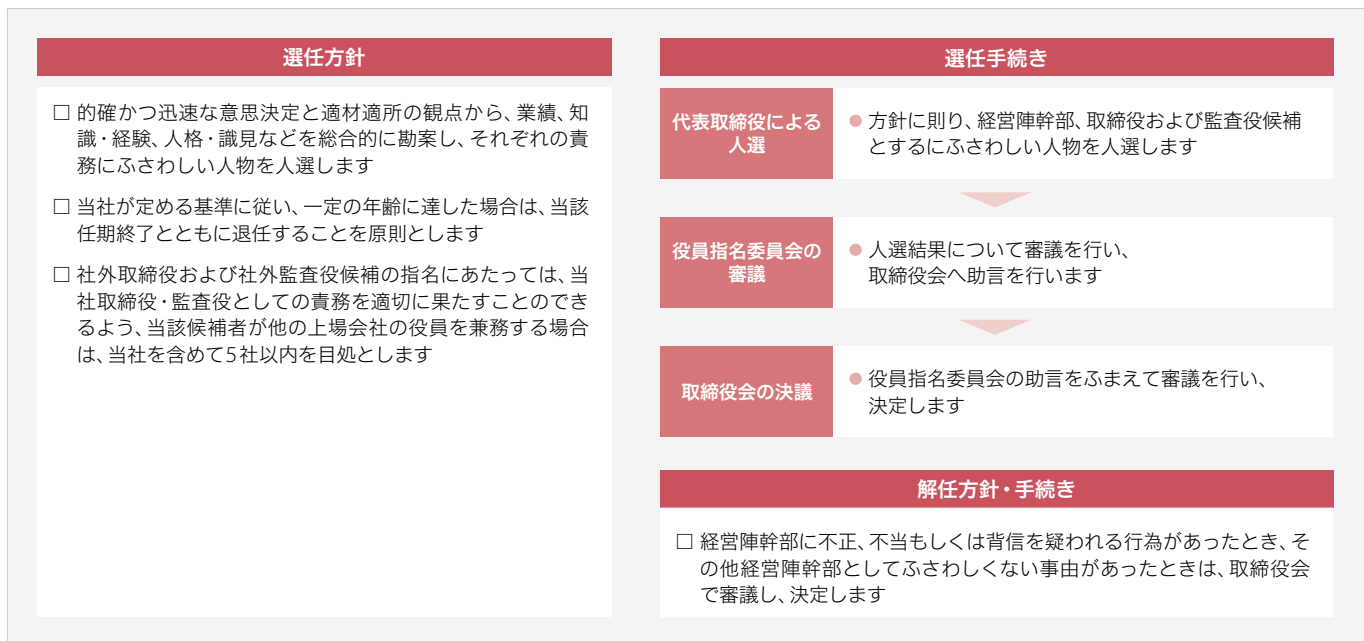 選任方針
□ 的確かつ迅速な意思決定と適材適所の観点から、業績、知
識・経験、人格・識見などを総合的に勘案し、それぞれの責
務にふさわしい人物を人選します
□ 当社が定める基準に従い、一定の年齢に達した場合は、当該
任期終了とともに退任することを原則とします
□ 社外取締役および社外監査役候補の指名にあたっては、当
社取締役・監査役としての責務を適切に果たすことのでき
るよう、当該候補者が他の上場会社の役員を兼務する場合
は、当社を含めて5社以内を目処とします
選任手続き
代表取締役による
人選
● 方針に則り、経営陣幹部、取締役および監査役候補
とするにふさわしい人物を人選します
役員指名委員会の
審議
● 人選結果について審議を行い、
取締役会へ助言を行います
取締役会の決議
● 役員指名委員会の助言をふまえて審議を行い、
決定します
解任方針・手続き
□ 経営陣幹部に不正、不当もしくは背信を疑われる行為があったとき、そ
の他経営陣幹部としてふさわしくない事由があったときは、取締役会
で審議し、決定します